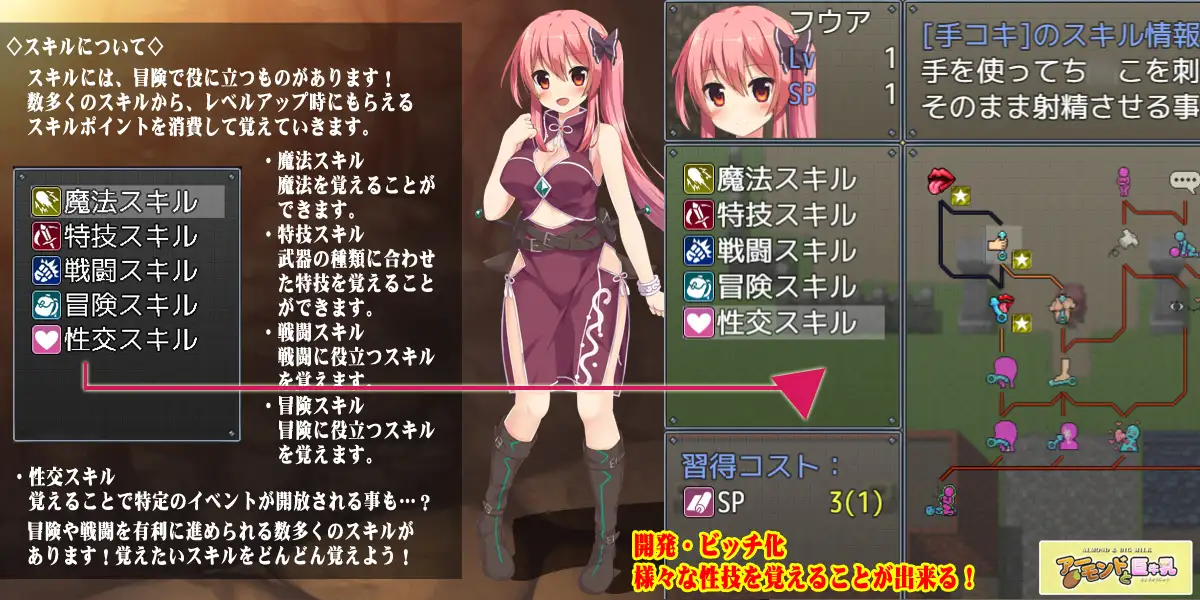 ◇スキルについて◇
スキルには、冒険で役に立つものがあります!
数多くのスキルから、レベルアップ時にもらえる
スキルポイントを消費して覚えていきます。
魔法スキル
特技スキル
戦闘スキル
冒険スキル
性交スキル
・魔法スキル
魔法を覚えることが
できます。
・特技スキル
武器の種類に合わせ
た特技を覚えること
ができます。
・戦闘スキル
戦闘に役立つスキル
を覚えます。
・冒険スキル
冒険に役立つスキル
を覚えます。
・性交スキル
覚えることで特定のイベントが開放される事も…?
冒険や戦闘を有利に進められる数多くのスキルが
あります!覚えたいスキルをどんどん覚えよう!
フウア
Lv 1
SP 1
魔法スキル
特技スキル
戦闘スキル
冒険スキル
性交スキル
習得コスト:
SP 3(1)
[手コキ]のスキル情報
手を使ってち こを刺
そのまま射精させる事
開発・ビッチ化
様々な性技を覚えることが出来る!
ALMOND & BIG MILK
アーモンドと巨牛乳